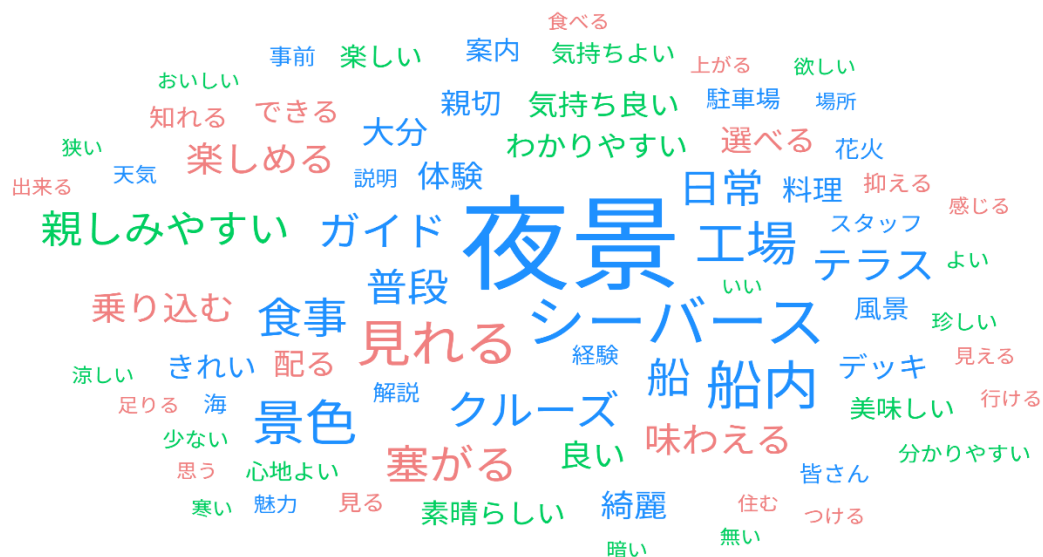 食べる
事前 楽しい 案内 気持ちよい
おいしい 上がる 欲しい
知れる できる 親切 気持ち良い 駐車場 場所
狭い 楽しめる 大分 わかりやすい 選べる 花火
出来る 天気 説明 体験 日常 料理 抑える
親しみやすい ガイド 夜景 工場 スタッフ 感じる
テラス よい
乗り込む 食事 普段 いい 風景
見れる シーバース 珍しい
きれい 配る 経験 船 船内 デッキ 見える
涼しい 解説
足りる 海 景色 クルーズ 美味しい 行ける
少ない 塞がる 良い 味わえる 分かりやすい
思う 心地よい 皆さん
寒い 魅力 見る 素晴らしい 綺麗 住む つける
暗い 無い